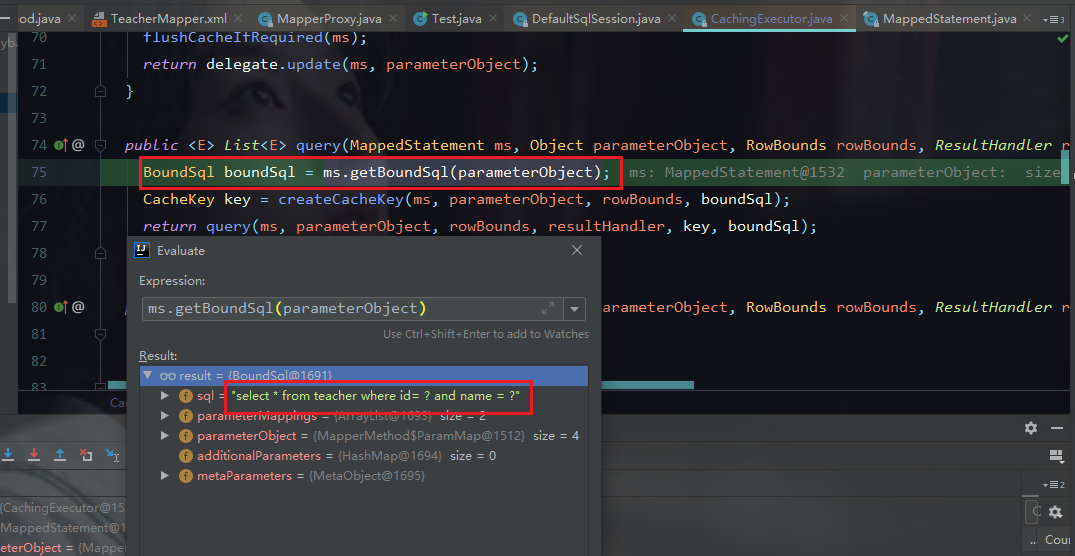 od.java × TeacherMapper.xml × MapperProxy.java × Test.java × DefaultSqlSession.java × CachingExecutor.java × MappedStatement.java × 3
70 flushCacheIfRequired(ms);
71 return delegate.update(ms, parameterObject);
72 }
73
74 @ public <E> List<E> query(MappedStatement ms, Object parameterObject, RowBounds rowBounds, ResultHandler r
75 BoundSql boundSql = ms.getBoundSql(parameterObject); ms: MappedStatement@1532 parameterObject: size
76 CacheKey key = createCacheKey(ms, parameterObject, rowBounds, boundSql);
77 return query(ms, parameterObject, rowBounds, resultHandler, key, boundSql);
78
79
80 @ arameterObject, RowBounds rowBounds, ResultHandler r
81
82
83
Evaluate
Expression:
ms.getBoundSql(parameterObject)
Use Ctrl+Shift+Enter to add to Watches
Result:
result = {BoundSql@1691}
sql = "select * from teacher where id= ? and name = ?"
parameterMappings = {ArrayList@1693} size = 2
parameterObject = {MapperMethod$ParamMap@1512} size = 4
additionalParameters = {HashMap@1694} size = 0
metaParameters = {MetaObject@1695}
Ca
2
{CachingExecutor@153
MappedStatement@1
eterObject = {Mapper
.. Cour